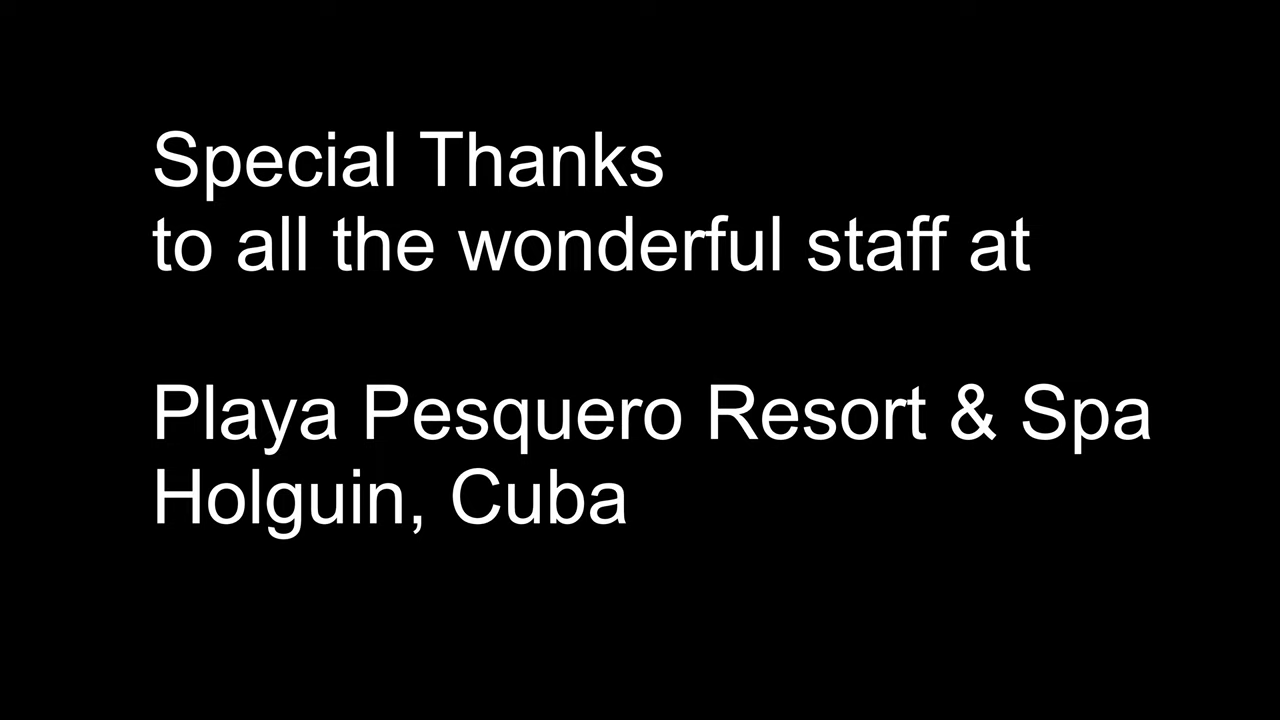 Special Thanks
to all the wonderful staff at
Playa Pesquero Resort & Spa
Holguin, Cuba